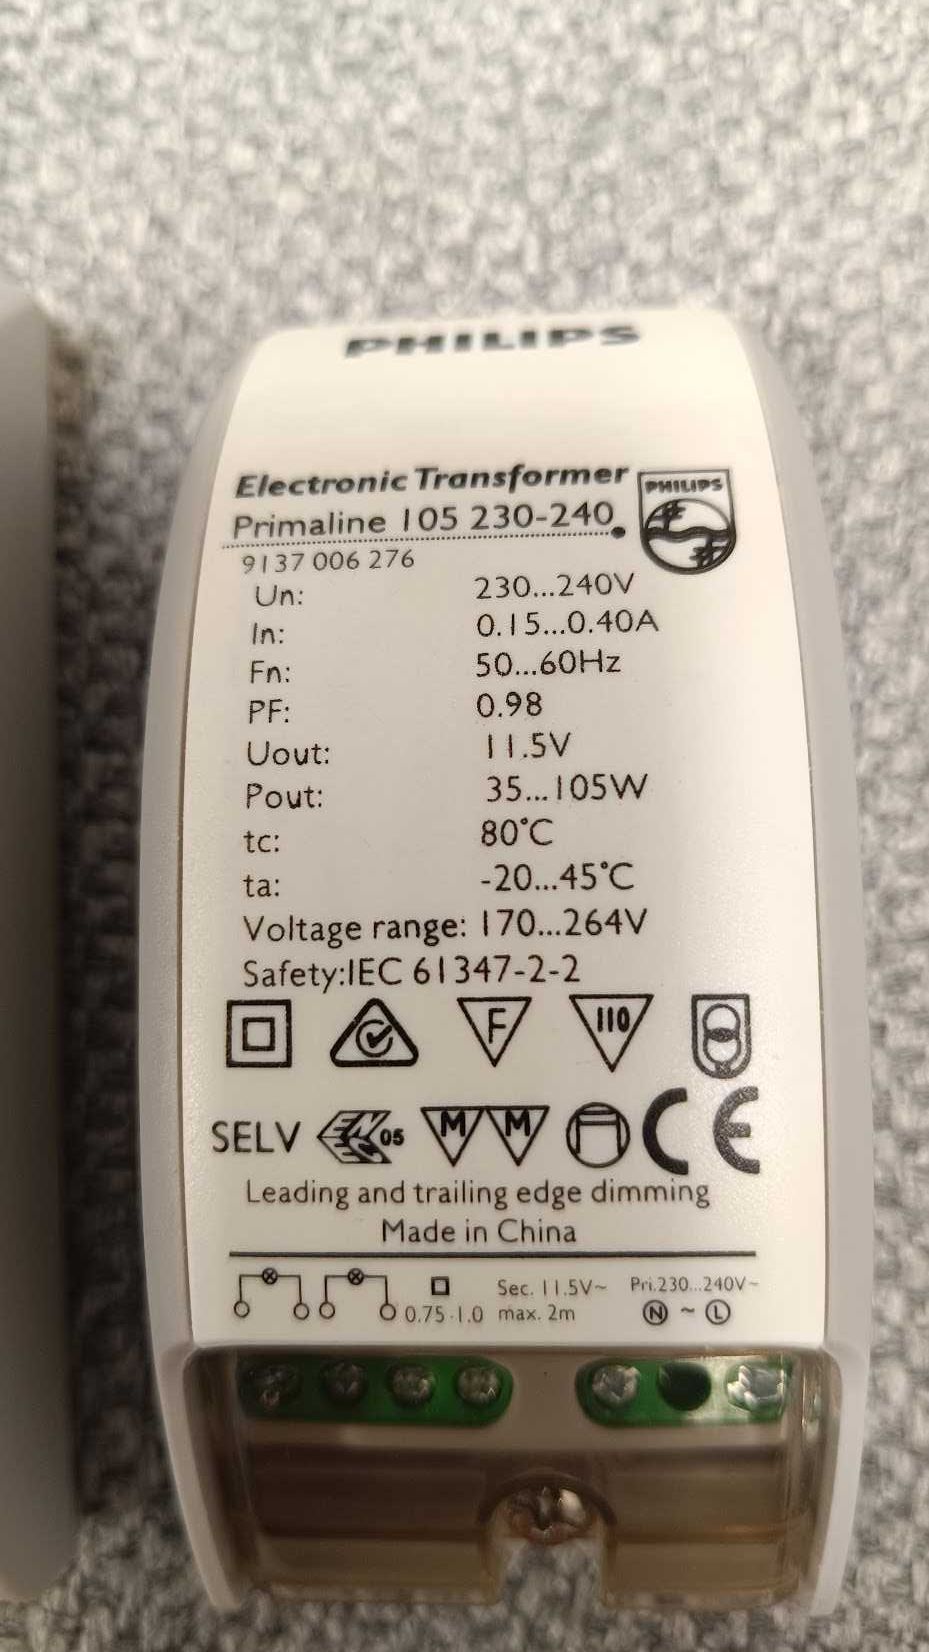 PHILIPS
Electronic Transformer
PHILIPS
Primaline 105 230-240
9137 006 276
Un: 230...240V
In: 0.15...0.40A
Fn: 50...60Hz
PF: 0.98
Uout: 11.5V
Pout: 35...105W
tc: 80°C
ta: -20...45°C
Voltage range: 170...264V
Safety:IEC 61347-2-2
F 110
SELV 05 M M CE
Leading and trailing edge dimming
Made in China
Sec. 11.5V~ Pri.230...240V~
0.75-1.0 max. 2m N ~ L